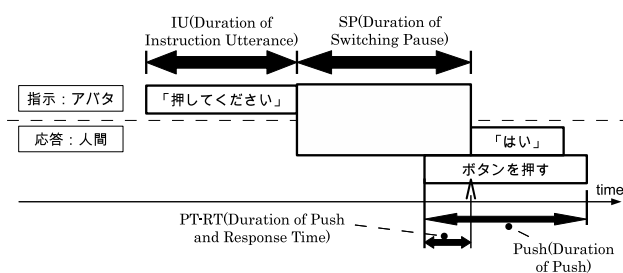 IU(Duration of
Instruction Utterance)
SP(Duration of
Switching Pause)
指示：アバタ
「押してください」
応答：人間
「はい」
ボタンを押す
time
PT-RT(Duration of Push
and Response Time)
Push(Duration
of Push)